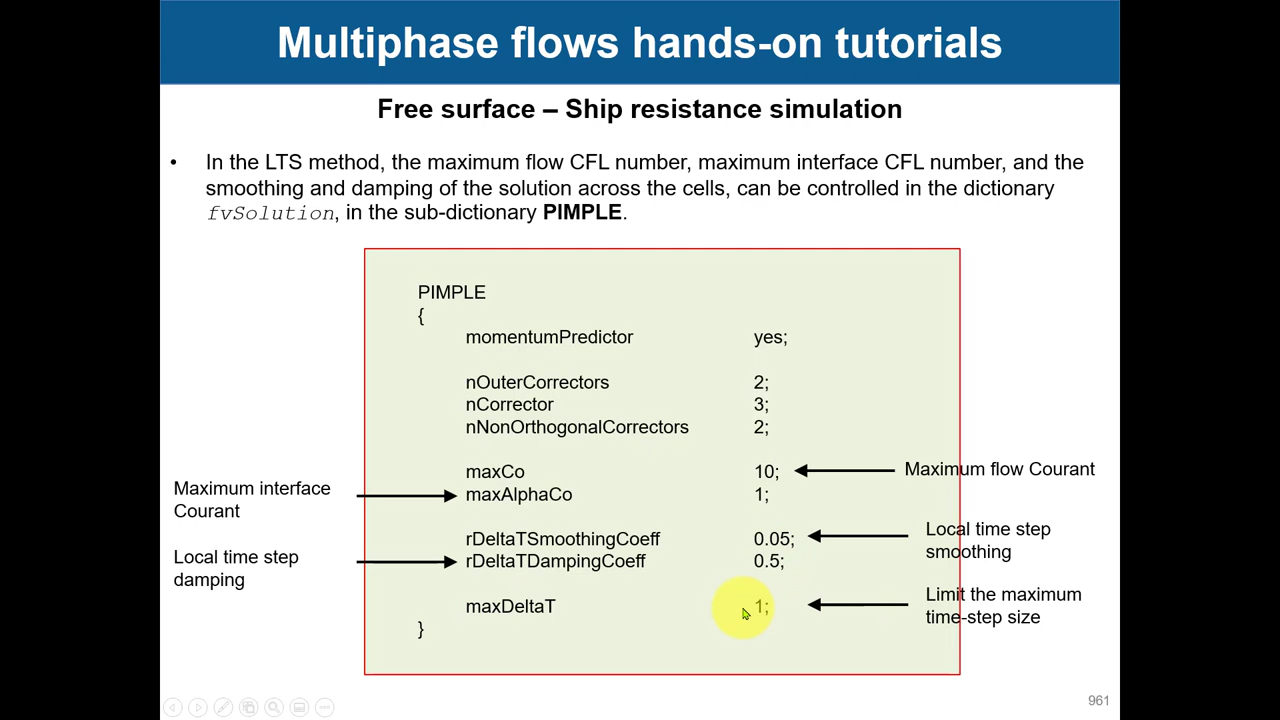 Multiphase flows hands-on tutorials
Free surface – Ship resistance simulation
• In the LTS method, the maximum flow CFL number, maximum interface CFL number, and the
smoothing and damping of the solution across the cells, can be controlled in the dictionary
fvSolution, in the sub-dictionary PIMPLE.
PIMPLE
{
momentumPredictor yes;
nOuterCorrectors 2;
nCorrector 3;
nNonOrthogonalCorrectors 2;
maxCo 10;
Maximum flow Courant
Maximum interface
Courant
maxAlphaCo 1;
rDeltaTSmoothingCoeff 0.05;
Local time step
smoothing
Local time step
damping
rDeltaTDampingCoeff 0.5;
maxDeltaT 1;
Limit the maximum
time-step size
}
961